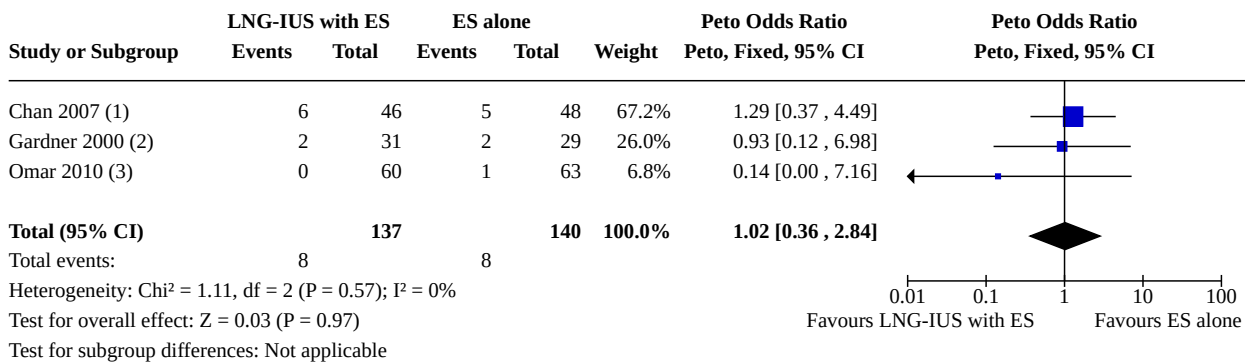 LNG-IUS with ES ES alone Peto Odds Ratio Peto Odds Ratio
Study or Subgroup Events Total Events Total Weight Peto, Fixed, 95% CI Peto, Fixed, 95% CI
Chan 2007 (1) 6 46 5 48 67.2% 1.29 [0.37 , 4.49]
Gardner 2000 (2) 2 31 2 29 26.0% 0.93 [0.12 , 6.98]
Omar 2010 (3) 0 60 1 63 6.8% 0.14 [0.00 , 7.16]
Total (95% CI) 137 140 100.0% 1.02 [0.36 , 2.84]
Total events: 8 8
Heterogeneity: Chi² = 1.11, df = 2 (P = 0.57); I² = 0%
0.01 0.1 1 10 100
Test for overall effect: Z = 0.03 (P = 0.97)
Favours LNG-IUS with ES Favours ES alone
Test for subgroup differences: Not applicable